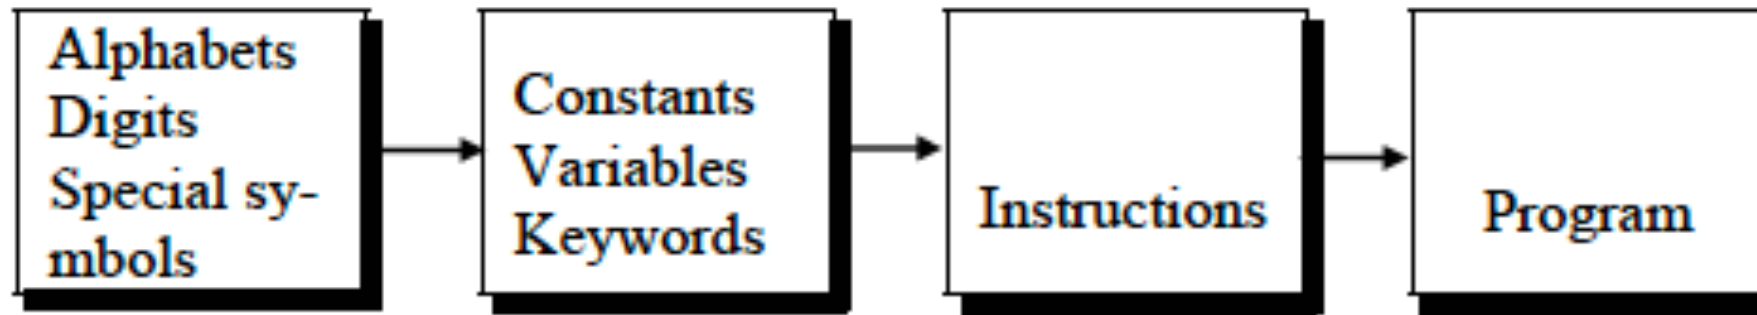 Alphabets
Digits
Special sy-
mbols
Constants
Variables
Keywords
Instructions
Program